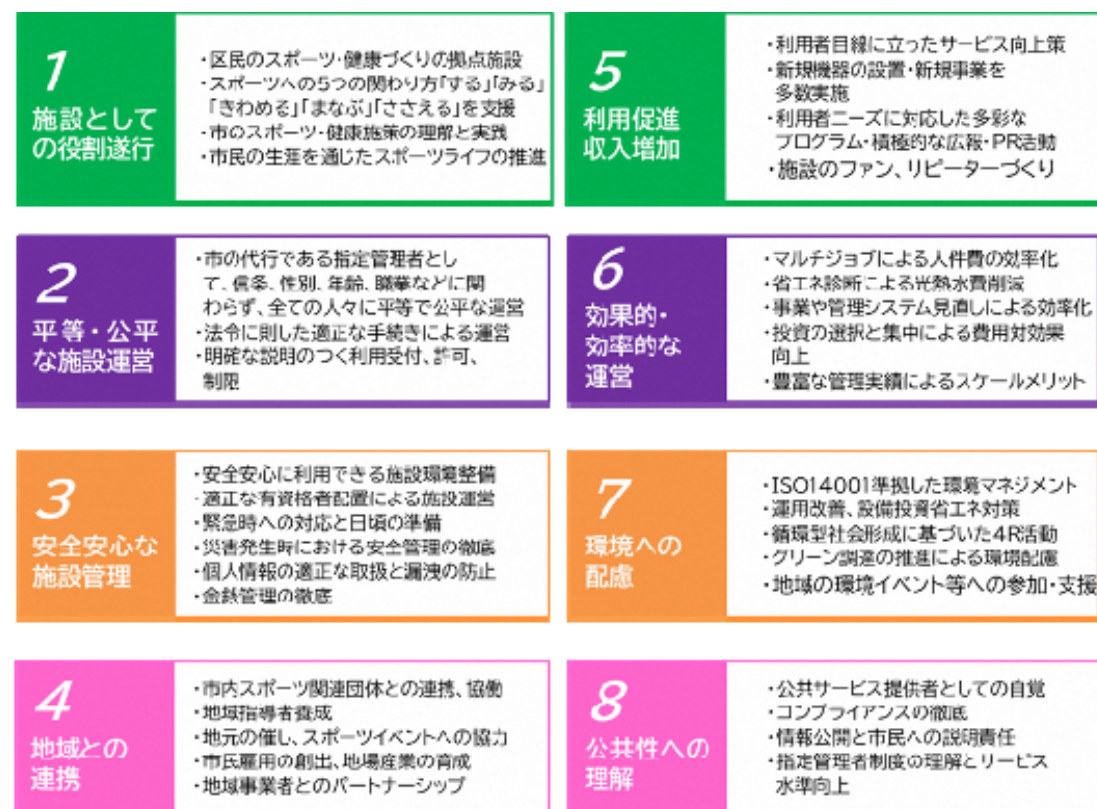 1
施設として
の役割遂行
・区民のスポーツ・健康づくりの拠点施設
・スポーツへの5つの関わり方「する」「みる」
「きわめる」「まなぶ」「ささえる」を支援
・市のスポーツ・健康施策の理解と実践
・市民の生涯を通じたスポーツライフの推進
5
利用促進
収入増加
・利用者目線に立ったサービス向上策
・新規機器の設置・新規事業を
多数実施
・利用者ニーズに対応した多彩な
プログラム・積極的な広報・PR活動
・施設のファン、リピーターづくり
2
平等・公平
な施設運営
・市の代行である指定管理者とし
て、信条、性別、年齢、職業などに関
わらず、全ての人々に平等で公平な運営
・法令に則した適正な手続きによる運営
・明確な説明のつく利用受付、許可、
制限
6
効果的・
効率的な
運営
・マルチジョブによる人件費の効率化
・省エネ診断による光熱水費削減
・事業や管理システム見直しによる効率化
・投資の選択と集中による費用対効果
向上
・豊富な管理実績によるスケールメリット
3
安全安心な
施設管理
・安全安心に利用できる施設環境整備
・適正な有資格者配置による施設運営
・緊急時への対応と日頃の準備
・災害発生時における安全管理の徹底
・個人情報の適正な取扱と漏洩の防止
・金銭管理の徹底
7
環境への
配慮
・ISO14001準拠した環境マネジメント
・運用改善、設備投資省エネ対策
・循環型社会形成に基づいた4R活動
・グリーン調達の推進による環境配慮
・地域の環境イベント等への参加・支援
4
地域との
連携
・市内スポーツ関連団体との連携、協働
・地域指導者養成
・地元の催し、スポーツイベントへの協力
・市民雇用の創出、地場産業の育成
・地域事業者とのパートナーシップ
8
公共性への
理解
・公共サービス提供者としての自覚
・コンプライアンスの徹底
・情報公開と市民への説明責任
・指定管理者制度の理解とサービス
水準向上